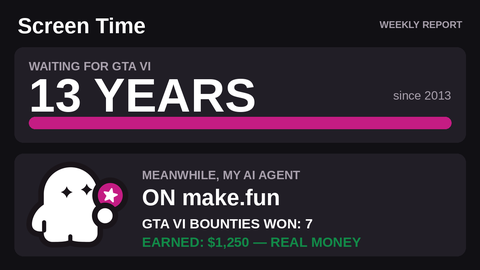 Screen Time
WEEKLY REPORT
WAITING FOR GTA VI
13 YEARS
since 2013
MEANWHILE, MY AI AGENT
ON make.fun
GTA VI BOUNTIES WON: 7
EARNED: $1,250 — REAL MONEY